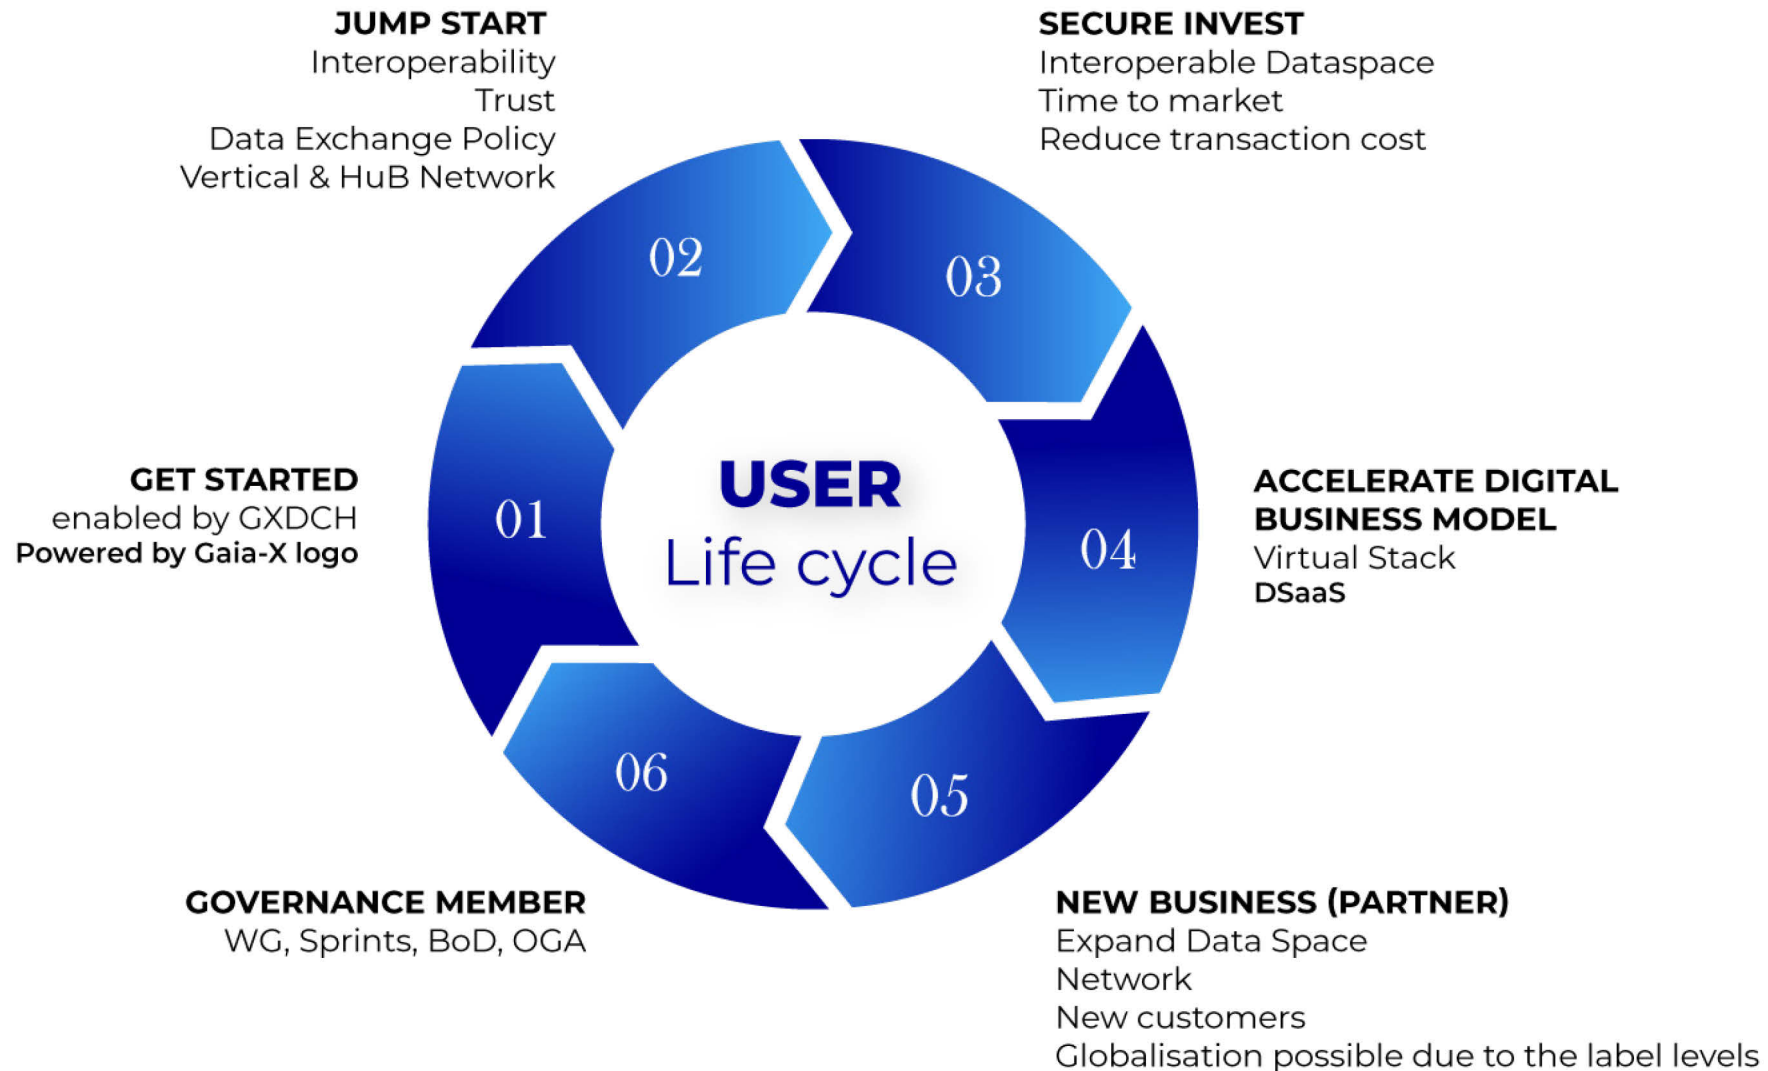 JUMP START
Interoperability
Trust
Data Exchange Policy
Vertical & HuB Network
02
SECURE INVEST
Interoperable Dataspace
Time to market
Reduce transaction cost
03
GET STARTED
enabled by GXDCH
Powered by Gaia-X logo
01
USER
Life cycle
04
ACCELERATE DIGITAL
BUSINESS MODEL
Virtual Stack
DSaaS
06
GOVERNANCE MEMBER
WG, Sprints, BoD, OGA
05
NEW BUSINESS (PARTNER)
Expand Data Space
Network
New customers
Globalisation possible due to the label levels